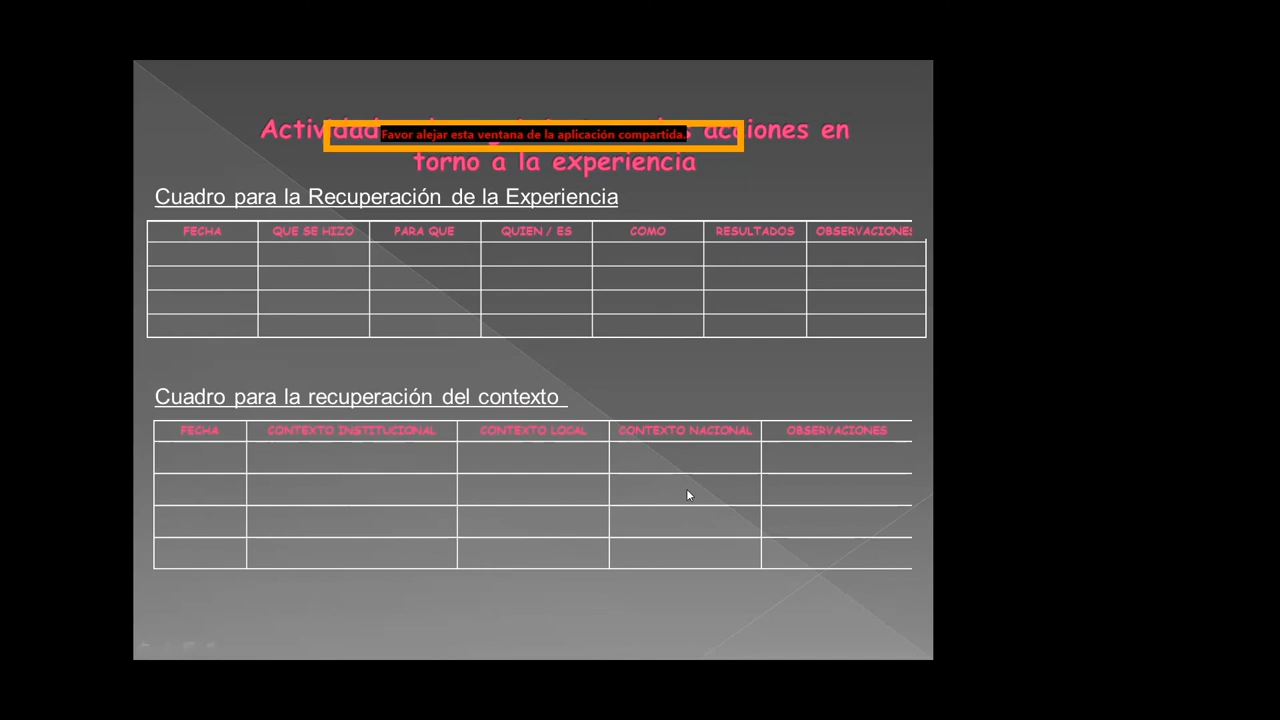 Favor alejar esta ventana de la aplicación compartida.
acciones en
torno a la experiencia
Cuadro para la Recuperación de la Experiencia
FECHA QUE SE HIZO PARA QUE QUIEN / ES COMO RESULTADOS OBSERVACIONES
Cuadro para la recuperación del contexto
FECHA CONTEXTO INSTITUCIONAL CONTEXTO LOCAL CONTEXTO NACIONAL OBSERVACIONES